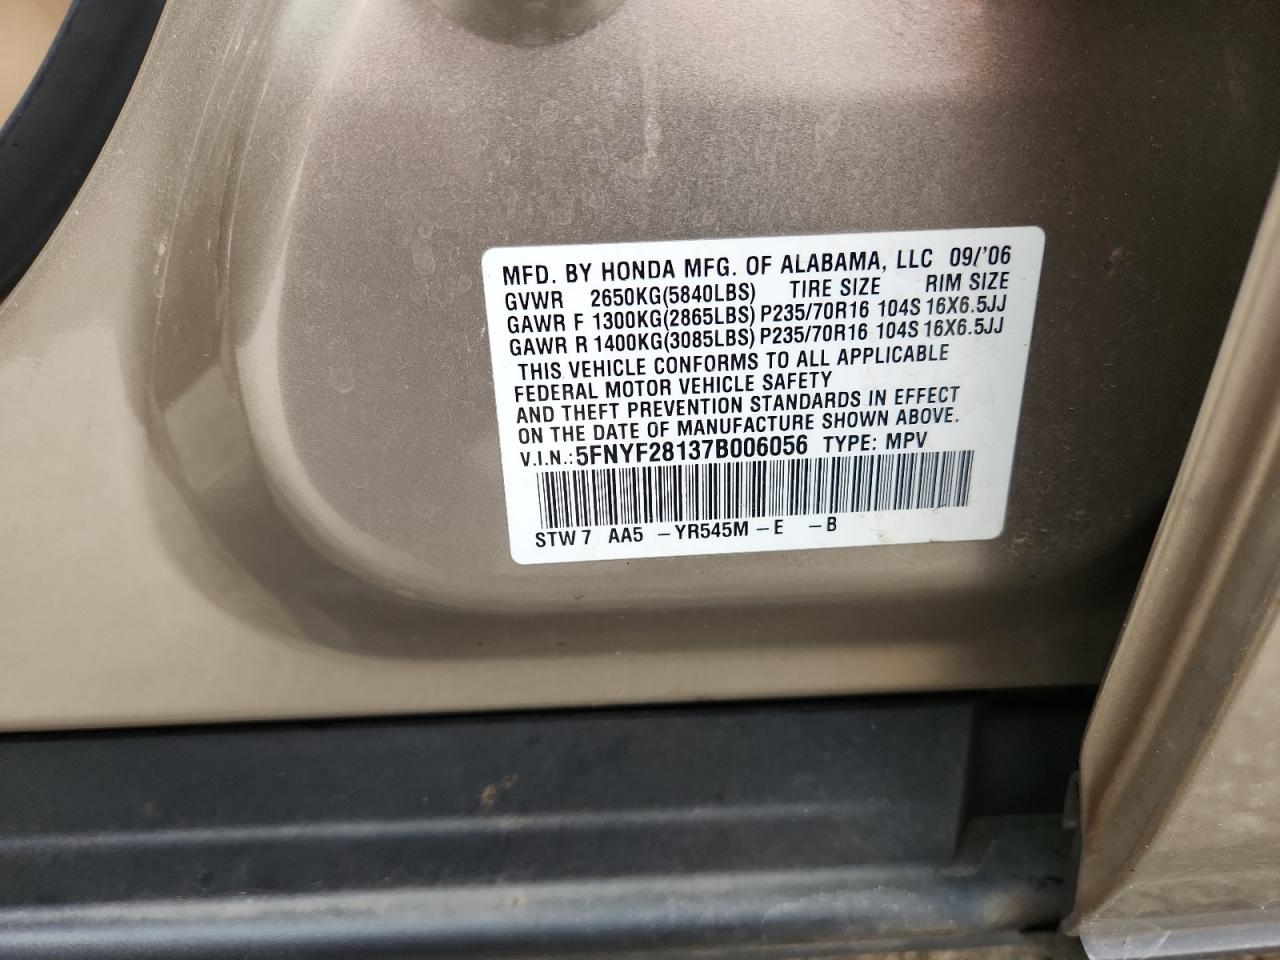 MFD. BY HONDA MFG. OF ALABAMA, LLC 09/'06
GVWR 2650KG(5840LBS) TIRE SIZE RIM SIZE
GAWR F 1300KG(2865LBS) P235/70R16 104S 16X6.5JJ
GAWR R 1400KG(3085LBS) P235/70R16 104S 16X6.5JJ
THIS VEHICLE CONFORMS TO ALL APPLICABLE
FEDERAL MOTOR VEHICLE SAFETY
AND THEFT PREVENTION STANDARDS IN EFFECT
ON THE DATE OF MANUFACTURE SHOWN ABOVE.
V.I.N.: 5FNYF28137B006056 TYPE: MPV
STW7 AA5 -YR545M -E -B